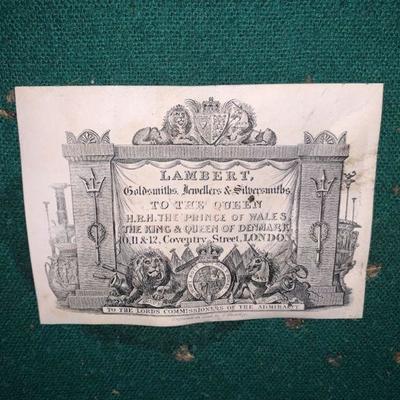 LAMBERT,
Goldsmiths, Jewellers & Silversmiths,
TO THE QUEEN
H.R.H. THE PRINCE OF WALES
THE KING & QUEEN OF DENMARK
10, 11 & 12, Coventry Street, LONDON
TO THE LORDS COMMISSIONERS OF THE ADMIRALTY